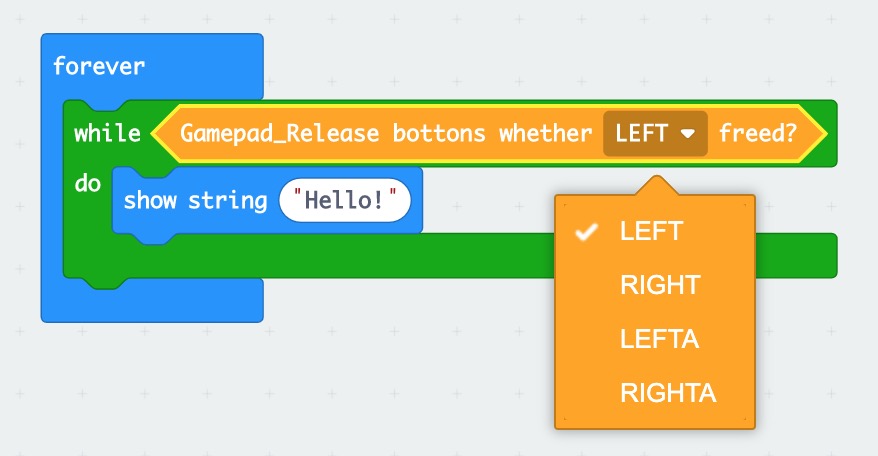 forever
while Gamepad_Release bottons whether LEFT freed?
do
show string "Hello!"
LEFT
RIGHT
LEFTA
RIGHTA